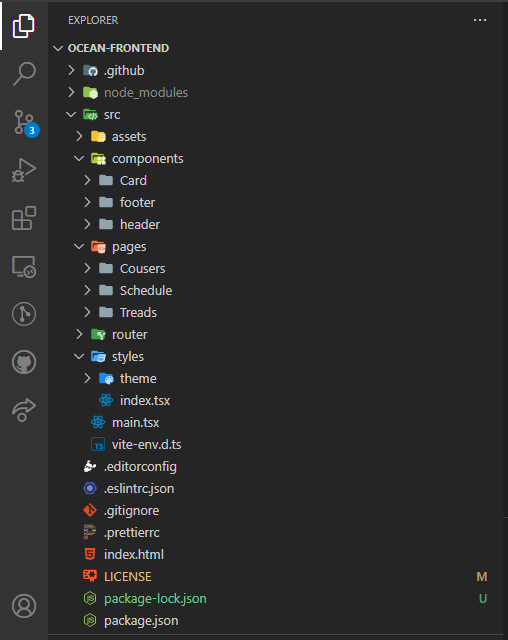 EXPLORER ...
OCEAN-FRONTEND
.github
node_modules
src
assets
components
Card
footer
header
pages
Cousers
Schedule
Treads
router
styles
theme
index.tsx
main.tsx
TS vite-env.d.ts
.editorconfig
.eslintrc.json
.gitignore
.prettierrc
index.html
LICENSE M
package-lock.json U
package.json
3